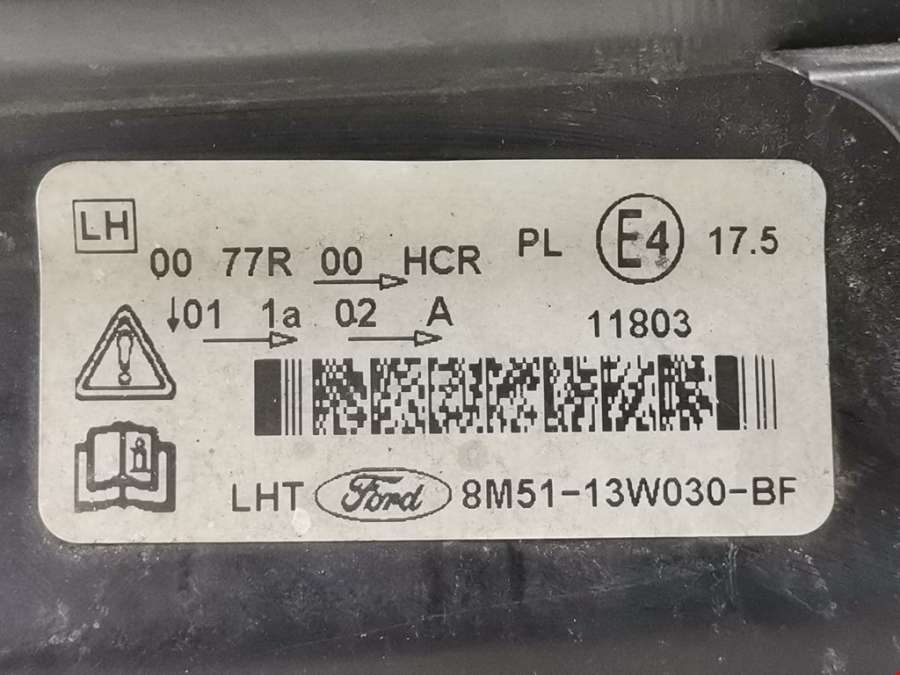 LH
00 77R 00 HCR PL E4 17.5
↓01 1a 02 A 11803
LHT Ford 8M51-13W030-BF